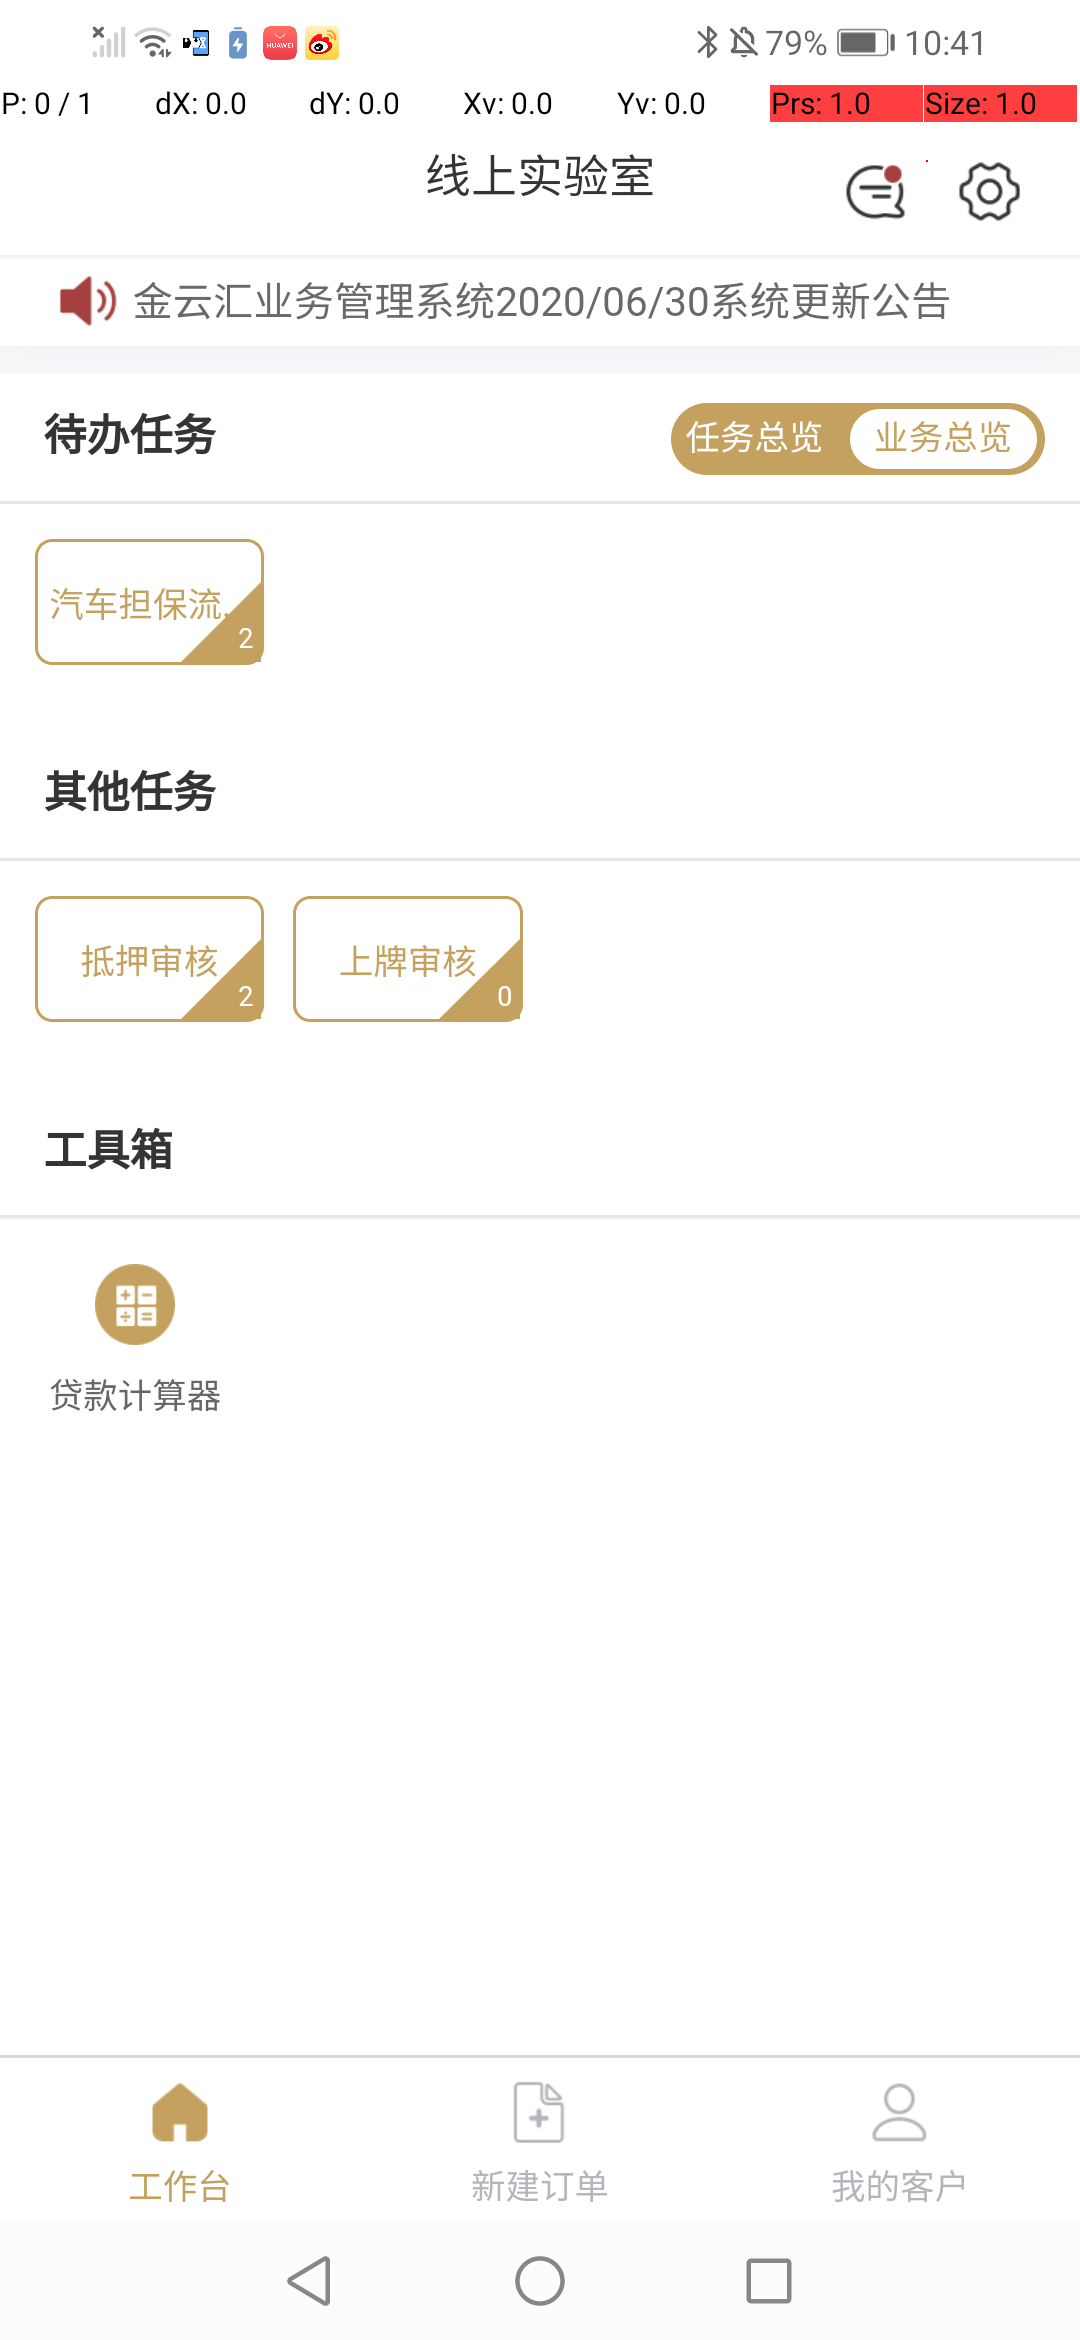 79% 10:41
P: 0 / 1 dX: 0.0 dY: 0.0 Xv: 0.0 Yv: 0.0 Prs: 1.0 Size: 1.0
线上实验室
金云汇业务管理系统2020/06/30系统更新公告
待办任务 任务总览 业务总览
汽车担保流..
2
其他任务
抵押审核 上牌审核
2 0
工具箱
贷款计算器
工作台 新建订单 我的客户